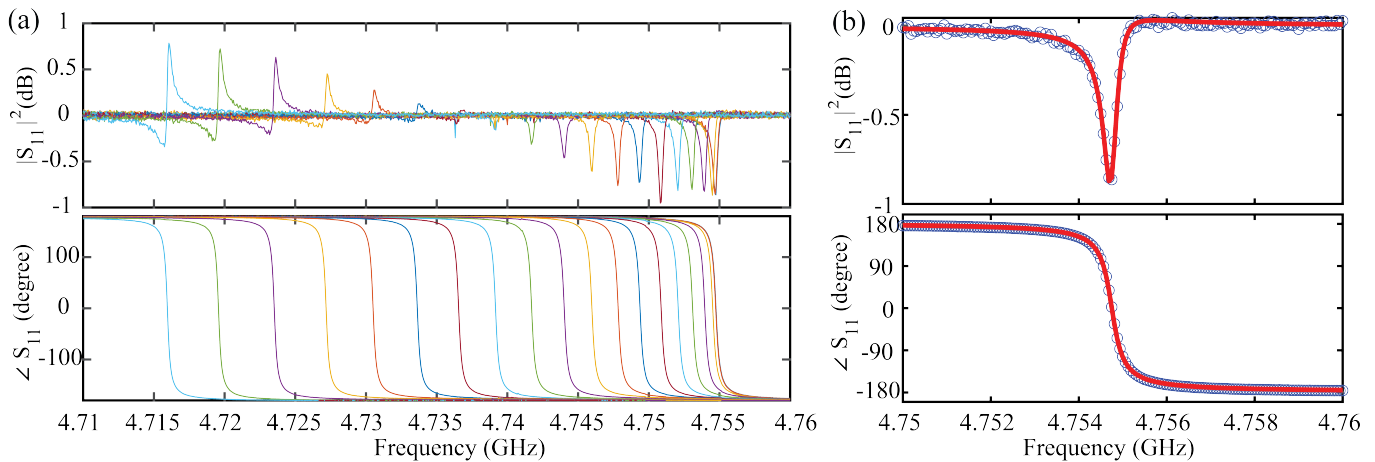 (a)
1
0.5
0
-0.5
-1
|S11|2(dB)
100
0
-100
∠ S11 (degree)
4.71 4.715 4.72 4.725 4.73 4.735 4.74 4.745 4.75 4.755 4.76
Frequency (GHz)
(b)
0
-0.5
-1
|S11|2(dB)
180
90
0
-90
-180
∠ S11 (degree)
4.75 4.752 4.754 4.756 4.758 4.76
Frequency (GHz)